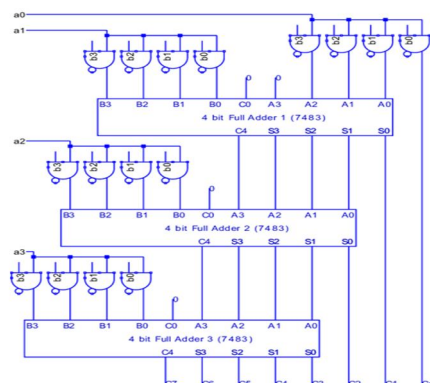 a0
a1
b3 b2 b1 b0
b3 b2 b1 b0
0 0
B3 B2 B1 B0 C0 A3 A2 A1 A0
4 bit Full Adder 1 (7483)
C4 S3 S2 S1 S0
a2
b3 b2 b1 b0
0
B3 B2 B1 B0 C0 A3 A2 A1 A0
4 bit Full Adder 2 (7483)
C4 S3 S2 S1 S0
a3
b3 b2 b1 b0
0
B3 B2 B1 B0 C0 A3 A2 A1 A0
4 bit Full Adder 3 (7483)
C4 S3 S2 S1 S0